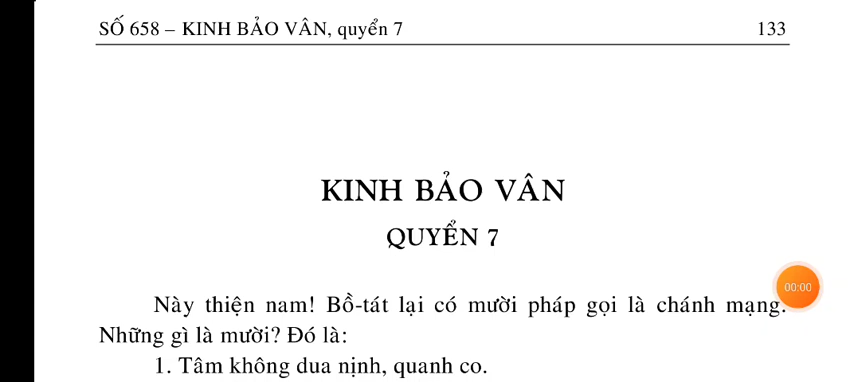 SỐ 658 – KINH BẢO VÂN, quyển 7 133
KINH BẢO VÂN
QUYỂN 7
00:00
Này thiện nam! Bồ-tát lại có mười pháp gọi là chánh mạng.
Những gì là mười? Đó là:
1. Tâm không dua nịnh, quanh co.